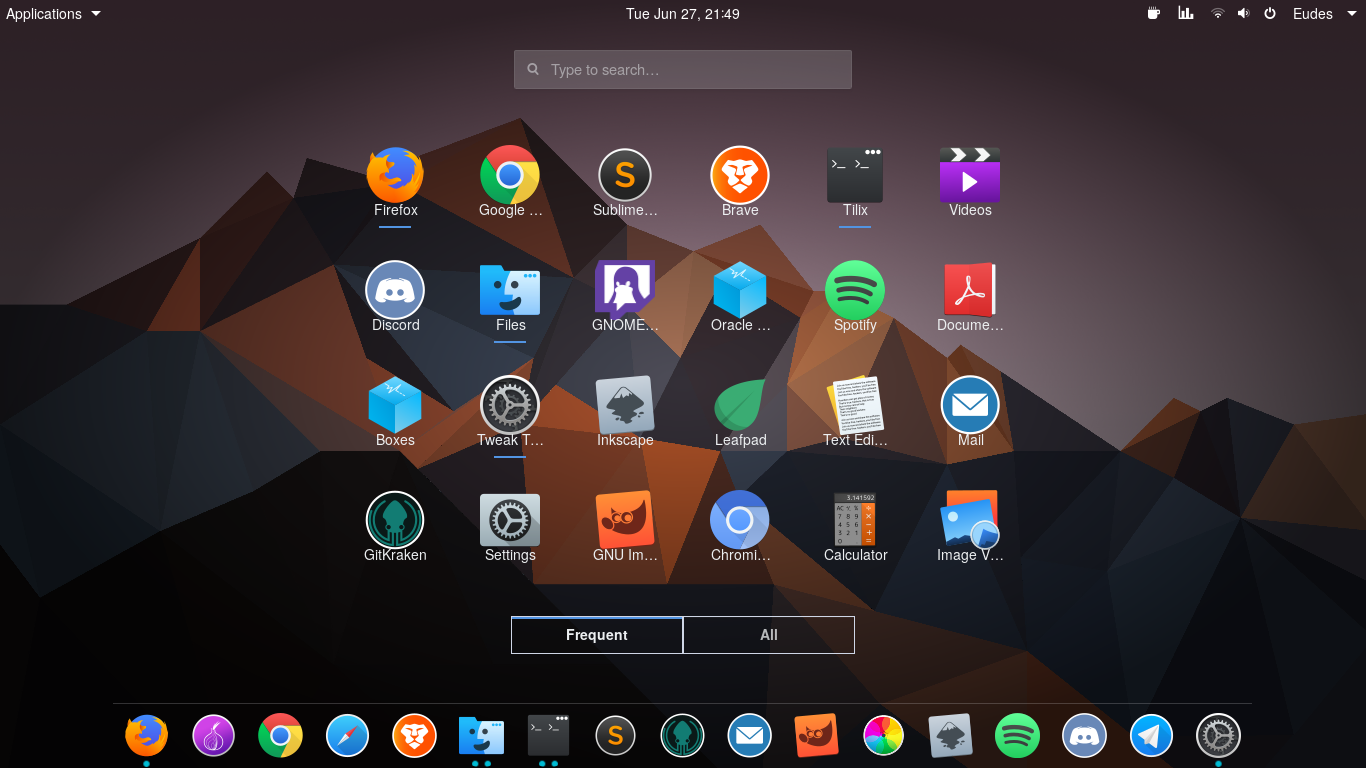 Applications
Tue Jun 27, 21:49
Eudes
Type to search…
Firefox
Google …
Sublime…
Brave
Tilix
Videos
Discord
Files
GNOME…
Oracle …
Spotify
Docume…
Boxes
Tweak T…
Inkscape
Leafpad
Text Edi…
Mail
GitKraken
Settings
GNU Im…
Chromi…
Calculator
Image V…
Frequent
All